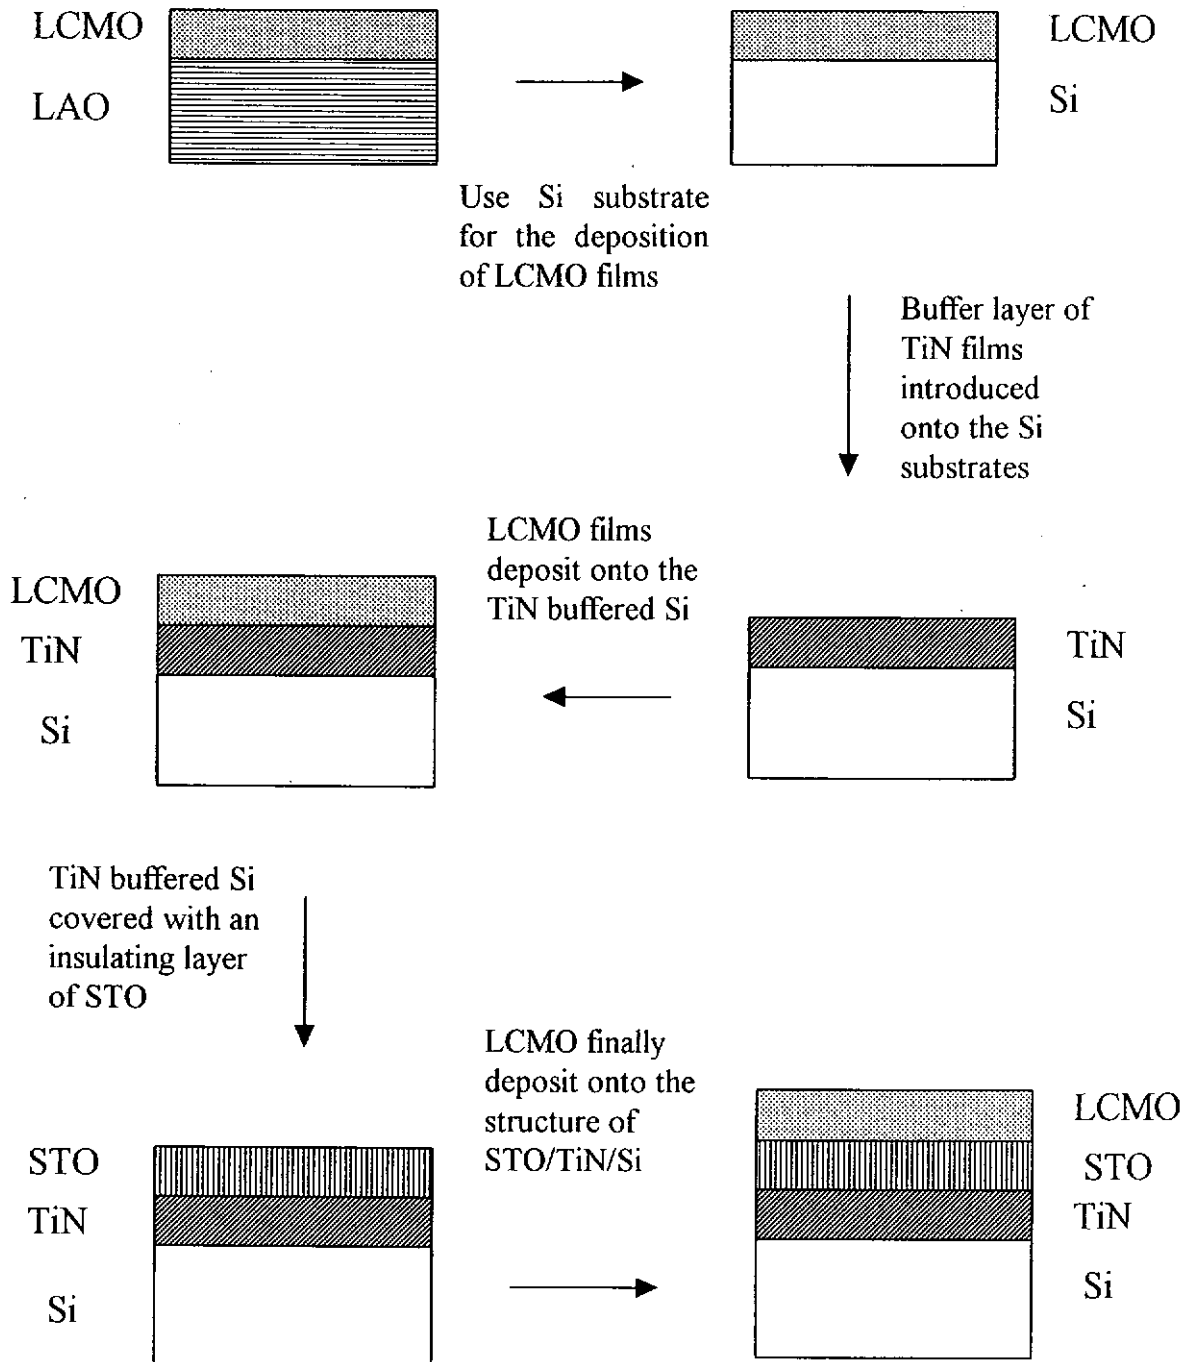 LCMO
LAO
LCMO
Si
Use Si substrate
for the deposition
of LCMO films
Buffer layer of
TiN films
introduced
onto the Si
substrates
LCMO films
deposit onto the
TiN buffered Si
LCMO
TiN
Si
TiN
Si
TiN buffered Si
covered with an
insulating layer
of STO
LCMO finally
deposit onto the
structure of
STO/TiN/Si
STO
TiN
Si
LCMO
STO
TiN
Si